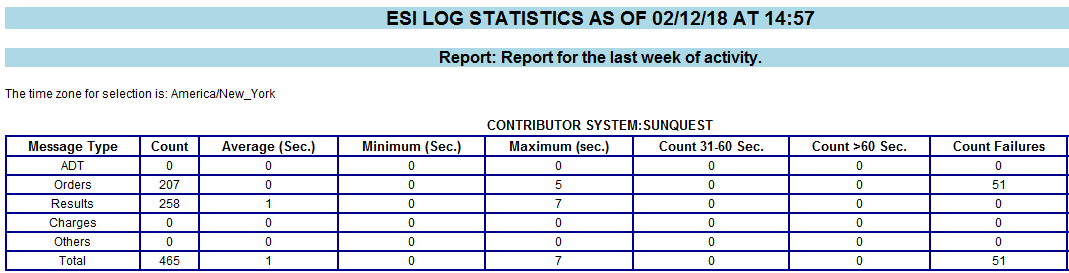 ESI LOG STATISTICS AS OF 02/12/18 AT 14:57
Report: Report for the last week of activity.
The time zone for selection is: America/New_York
CONTRIBUTOR SYSTEM:SUNQUEST
Message Type Count Average (Sec.) Minimum (Sec.) Maximum (sec.) Count 31-60 Sec. Count >60 Sec. Count Failures
ADT 0 0 0 0 0 0 0
Orders 207 0 0 5 0 0 51
Results 258 1 0 7 0 0 0
Charges 0 0 0 0 0 0 0
Others 0 0 0 0 0 0 0
Total 465 1 0 7 0 0 51